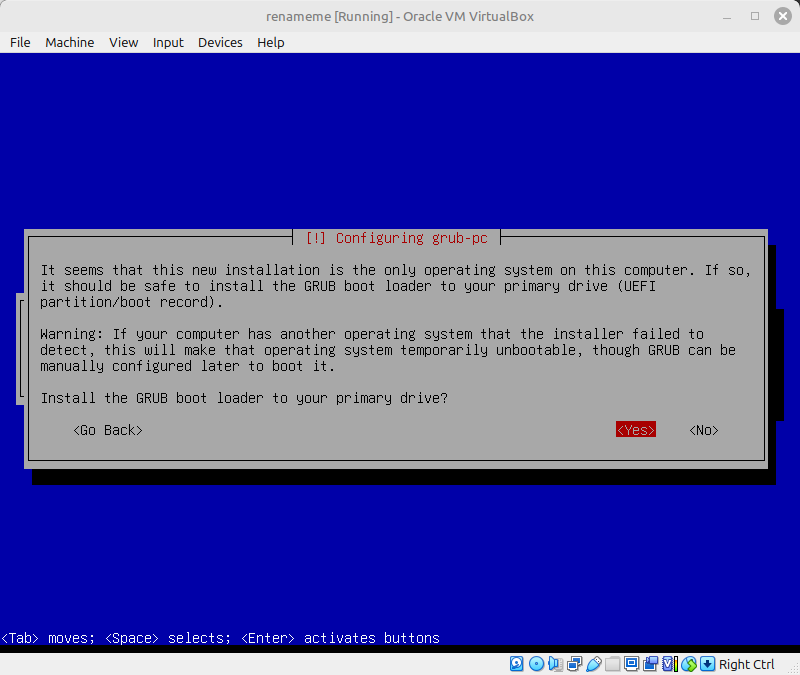 renameme [Running] - Oracle VM VirtualBox
File Machine View Input Devices Help
[!] Configuring grub-pc
It seems that this new installation is the only operating system on this computer. If so,
it should be safe to install the GRUB boot loader to your primary drive (UEFI
partition/boot record).
Warning: If your computer has another operating system that the installer failed to
detect, this will make that operating system temporarily unbootable, though GRUB can be
manually configured later to boot it.
Install the GRUB boot loader to your primary drive?
<Go Back> <Yes> <No>
<Tab> moves; <Space> selects; <Enter> activates buttons
Right Ctrl